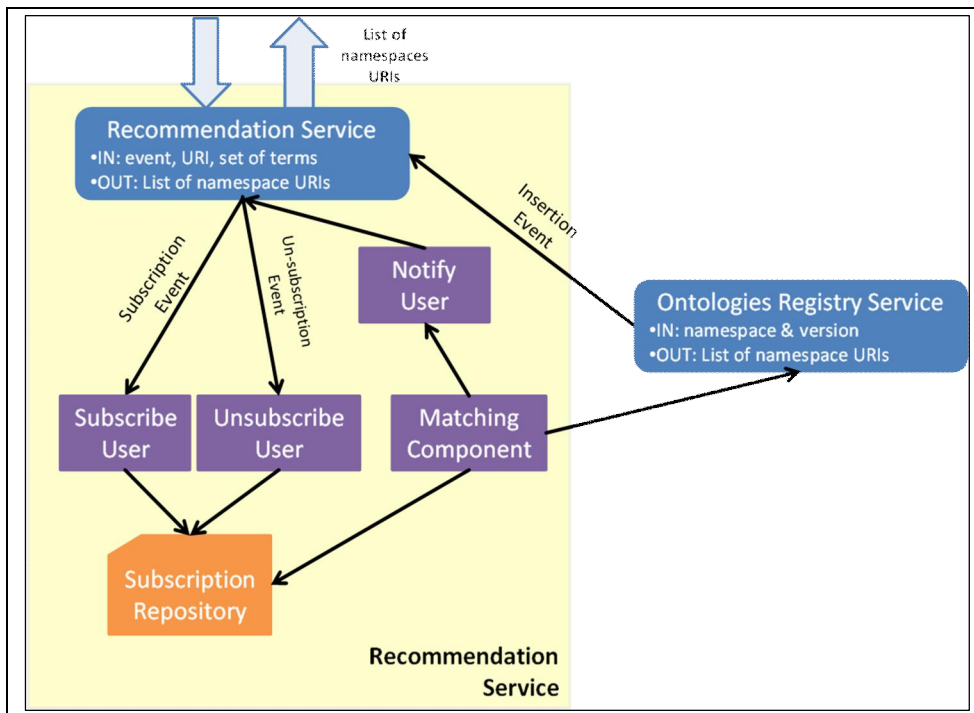 List of
namespaces
URIs
Recommendation Service
•IN: event, URI, set of terms
•OUT: List of namespace URIs
Insertion
Event
Subscription
Event
Un-subscription
Event
Notify
User
Ontologies Registry Service
•IN: namespace & version
•OUT: List of namespace URIs
Subscribe
User
Unsubscribe
User
Matching
Component
Subscription
Repository
Recommendation
Service